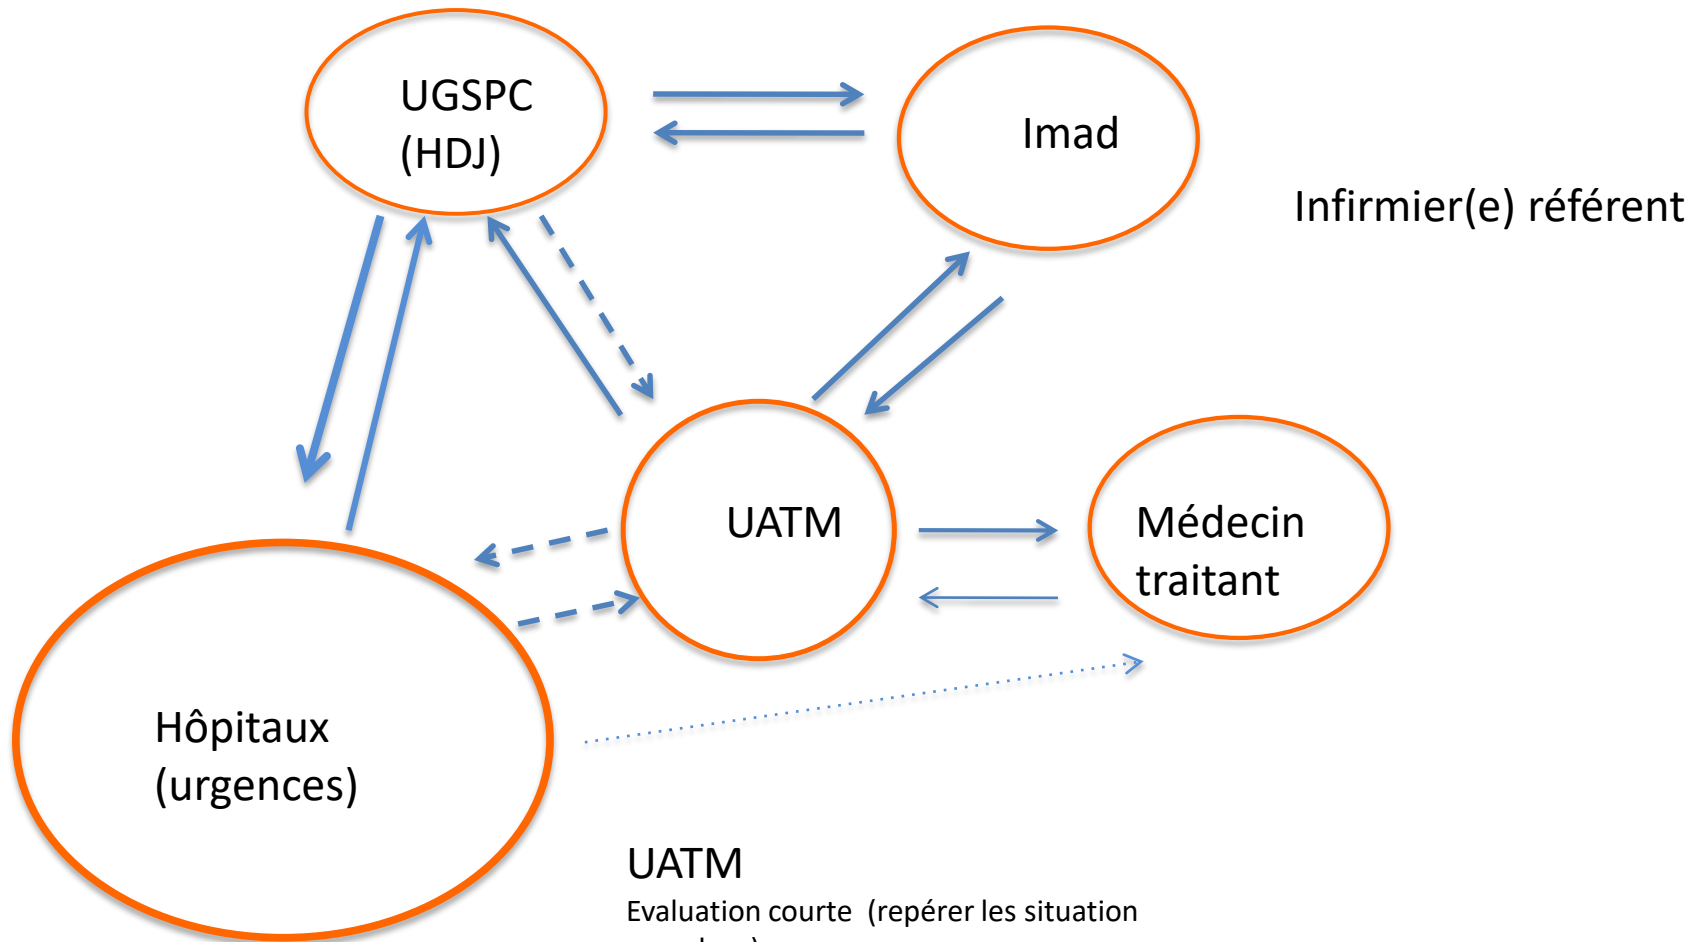 UGSPC
(HDJ)
Imad
Infirmier(e) référent
UATM
Médecin
traitant
Hôpitaux
(urgences)
UATM
Evaluation courte (repérer les situation